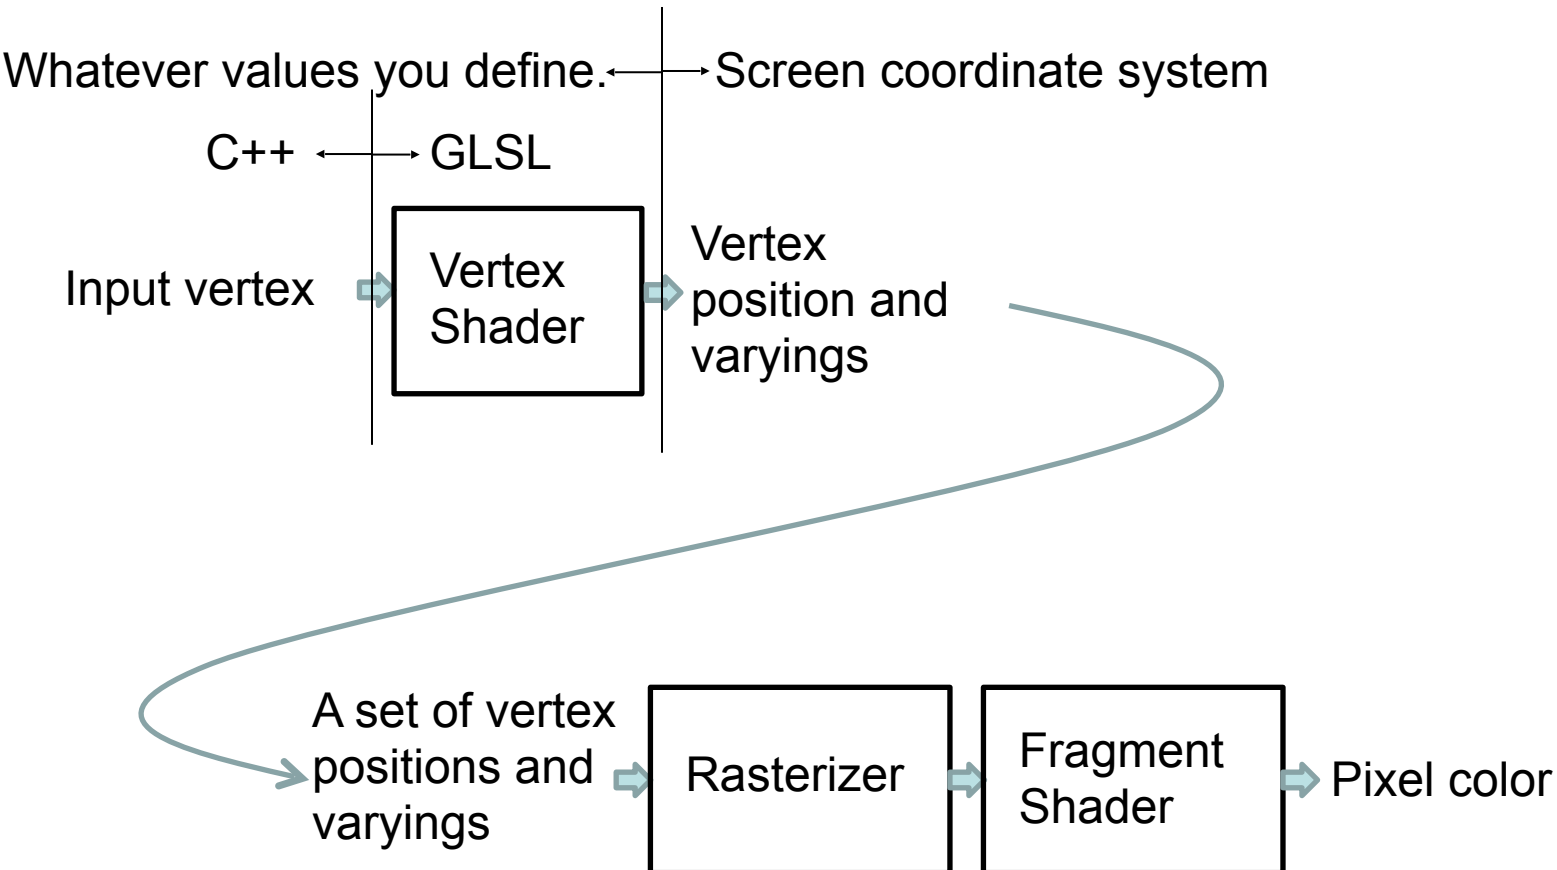 Whatever values you define.
Screen coordinate system
C++
GLSL
Input vertex
Vertex
Shader
Vertex
position and
varyings
A set of vertex
positions and
varyings
Rasterizer
Fragment
Shader
Pixel color